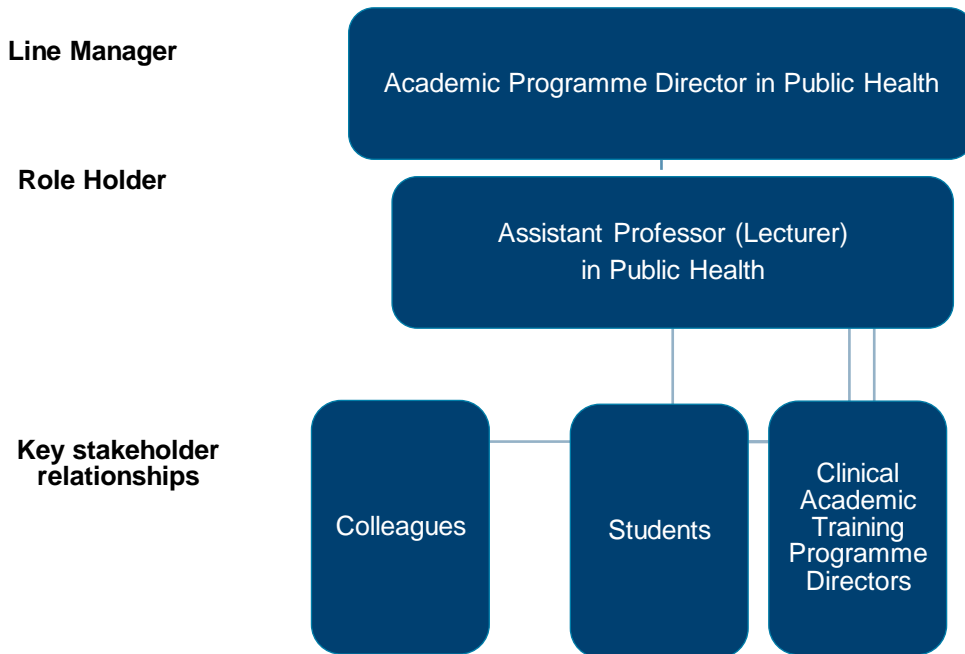 Line Manager
Academic Programme Director in Public Health
Role Holder
Assistant Professor (Lecturer)
in Public Health
Key stakeholder
relationships
Colleagues
Students
Clinical
Academic
Training
Programme
Directors